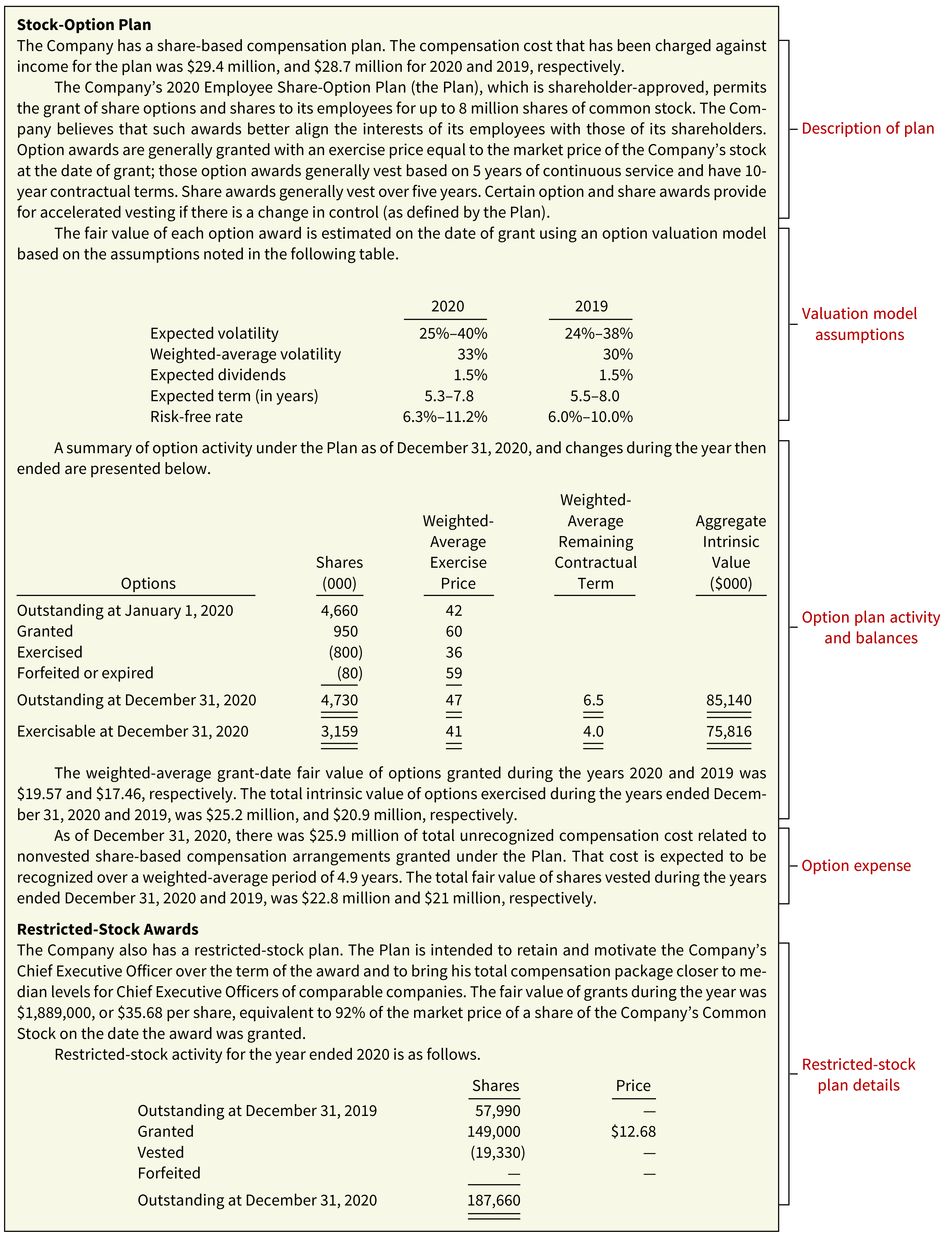 Stock-Option Plan
The Company has a share-based compensation plan. The compensation cost that has been charged against
income for the plan was $29.4 million, and $28.7 million for 2020 and 2019, respectively.
The Company's 2020 Employee Share-Option Plan (the Plan), which is shareholder-approved, permits
the grant of share options and shares to its employees for up to 8 million shares of common stock. The Com-
pany believes that such awards better align the interests of its employees with those of its shareholders.
Option awards are generally granted with an exercise price equal to the market price of the Company's stock
at the date of grant; those option awards generally vest based on 5 years of continuous service and have 10-
year contractual terms. Share awards generally vest over five years. Certain option and share awards provide
for accelerated vesting if there is a change in control (as defined by the Plan).
Description of plan
The fair value of each option award is estimated on the date of grant using an option valuation model
based on the assumptions noted in the following table.
2020 2019
Expected volatility 25%–40% 24%–38%
Weighted-average volatility 33% 30%
Expected dividends 1.5% 1.5%
Expected term (in years) 5.3–7.8 5.5–8.0
Risk-free rate 6.3%–11.2% 6.0%–10.0%
Valuation model
assumptions
A summary of option activity under the Plan as of December 31, 2020, and changes during the year then
ended are presented below.
Weighted-
Weighted- Average Aggregate
Average Remaining Intrinsic
Shares Exercise Contractual Value
Options (000) Price Term ($000)
Outstanding at January 1, 2020 4,660 42
Granted 950 60
Exercised (800) 36
Forfeited or expired (80) 59
Outstanding at December 31, 2020 4,730 47 6.5 85,140
Exercisable at December 31, 2020 3,159 41 4.0 75,816
The weighted-average grant-date fair value of options granted during the years 2020 and 2019 was
$19.57 and $17.46, respectively. The total intrinsic value of options exercised during the years ended Decem-
ber 31, 2020 and 2019, was $25.2 million, and $20.9 million, respectively.
Option plan activity
and balances
As of December 31, 2020, there was $25.9 million of total unrecognized compensation cost related to
nonvested share-based compensation arrangements granted under the Plan. That cost is expected to be
recognized over a weighted-average period of 4.9 years. The total fair value of shares vested during the years
ended December 31, 2020 and 2019, was $22.8 million and $21 million, respectively.
Option expense
Restricted-Stock Awards
The Company also has a restricted-stock plan. The Plan is intended to retain and motivate the Company's
Chief Executive Officer over the term of the award and to bring his total compensation package closer to me-
dian levels for Chief Executive Officers of comparable companies. The fair value of grants during the year was
$1,889,000, or $35.68 per share, equivalent to 92% of the market price of a share of the Company's Common
Stock on the date the award was granted.
Restricted-stock activity for the year ended 2020 is as follows.
Shares Price
Outstanding at December 31, 2019 57,990 —
Granted 149,000 $12.68
Vested (19,330) —
Forfeited — —
Outstanding at December 31, 2020 187,660
Restricted-stock
plan details